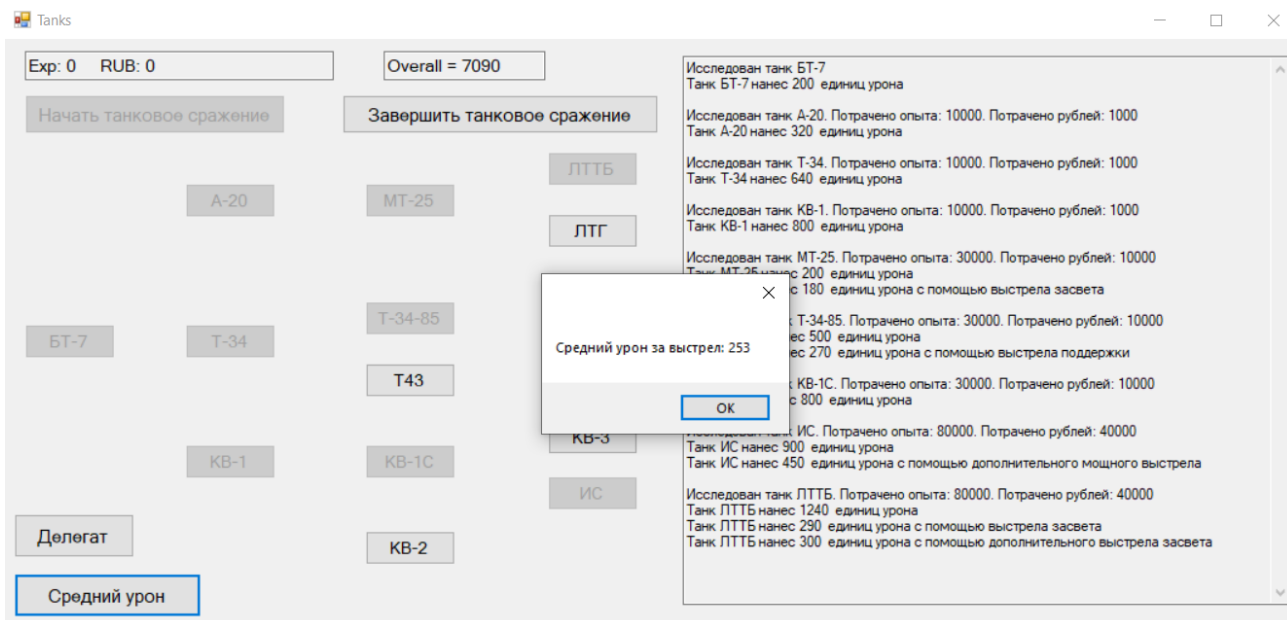 Tanks
Exp: 0 RUB: 0
Overall = 7090
Начать танковое сражение
Завершить танковое сражение
ЛТТБ
А-20
МТ-25
ЛТГ
Т-34-85
БТ-7
Т-34
Т43
КВ-3
КВ-1
КВ-1С
ИС
Делегат
КВ-2
Средний урон
Исследован танк БТ-7
Танк БТ-7 нанес 200 единиц урона
Исследован танк А-20. Потрачено опыта: 10000. Потрачено рублей: 1000
Танк А-20 нанес 320 единиц урона
Исследован танк Т-34. Потрачено опыта: 10000. Потрачено рублей: 1000
Танк Т-34 нанес 640 единиц урона
Исследован танк КВ-1. Потрачено опыта: 10000. Потрачено рублей: 1000
Танк КВ-1 нанес 800 единиц урона
Исследован танк МТ-25. Потрачено опыта: 30000. Потрачено рублей: 10000
Танк МТ-25 нанес 200 единиц урона
с 180 единиц урона с помощью выстрела засвета
Т-34-85. Потрачено опыта: 30000. Потрачено рублей: 10000
ес 500 единиц урона
ес 270 единиц урона с помощью выстрела поддержки
КВ-1С. Потрачено опыта: 30000. Потрачено рублей: 10000
с 800 единиц урона
ИС. Потрачено опыта: 80000. Потрачено рублей: 40000
Танк ИС нанес 900 единиц урона
Танк ИС нанес 450 единиц урона с помощью дополнительного мощного выстрела
Исследован танк ЛТТБ. Потрачено опыта: 80000. Потрачено рублей: 40000
Танк ЛТТБ нанес 1240 единиц урона
Танк ЛТТБ нанес 290 единиц урона с помощью выстрела засвета
Танк ЛТТБ нанес 300 единиц урона с помощью дополнительного выстрела засвета
Средний урон за выстрел: 253
ОК